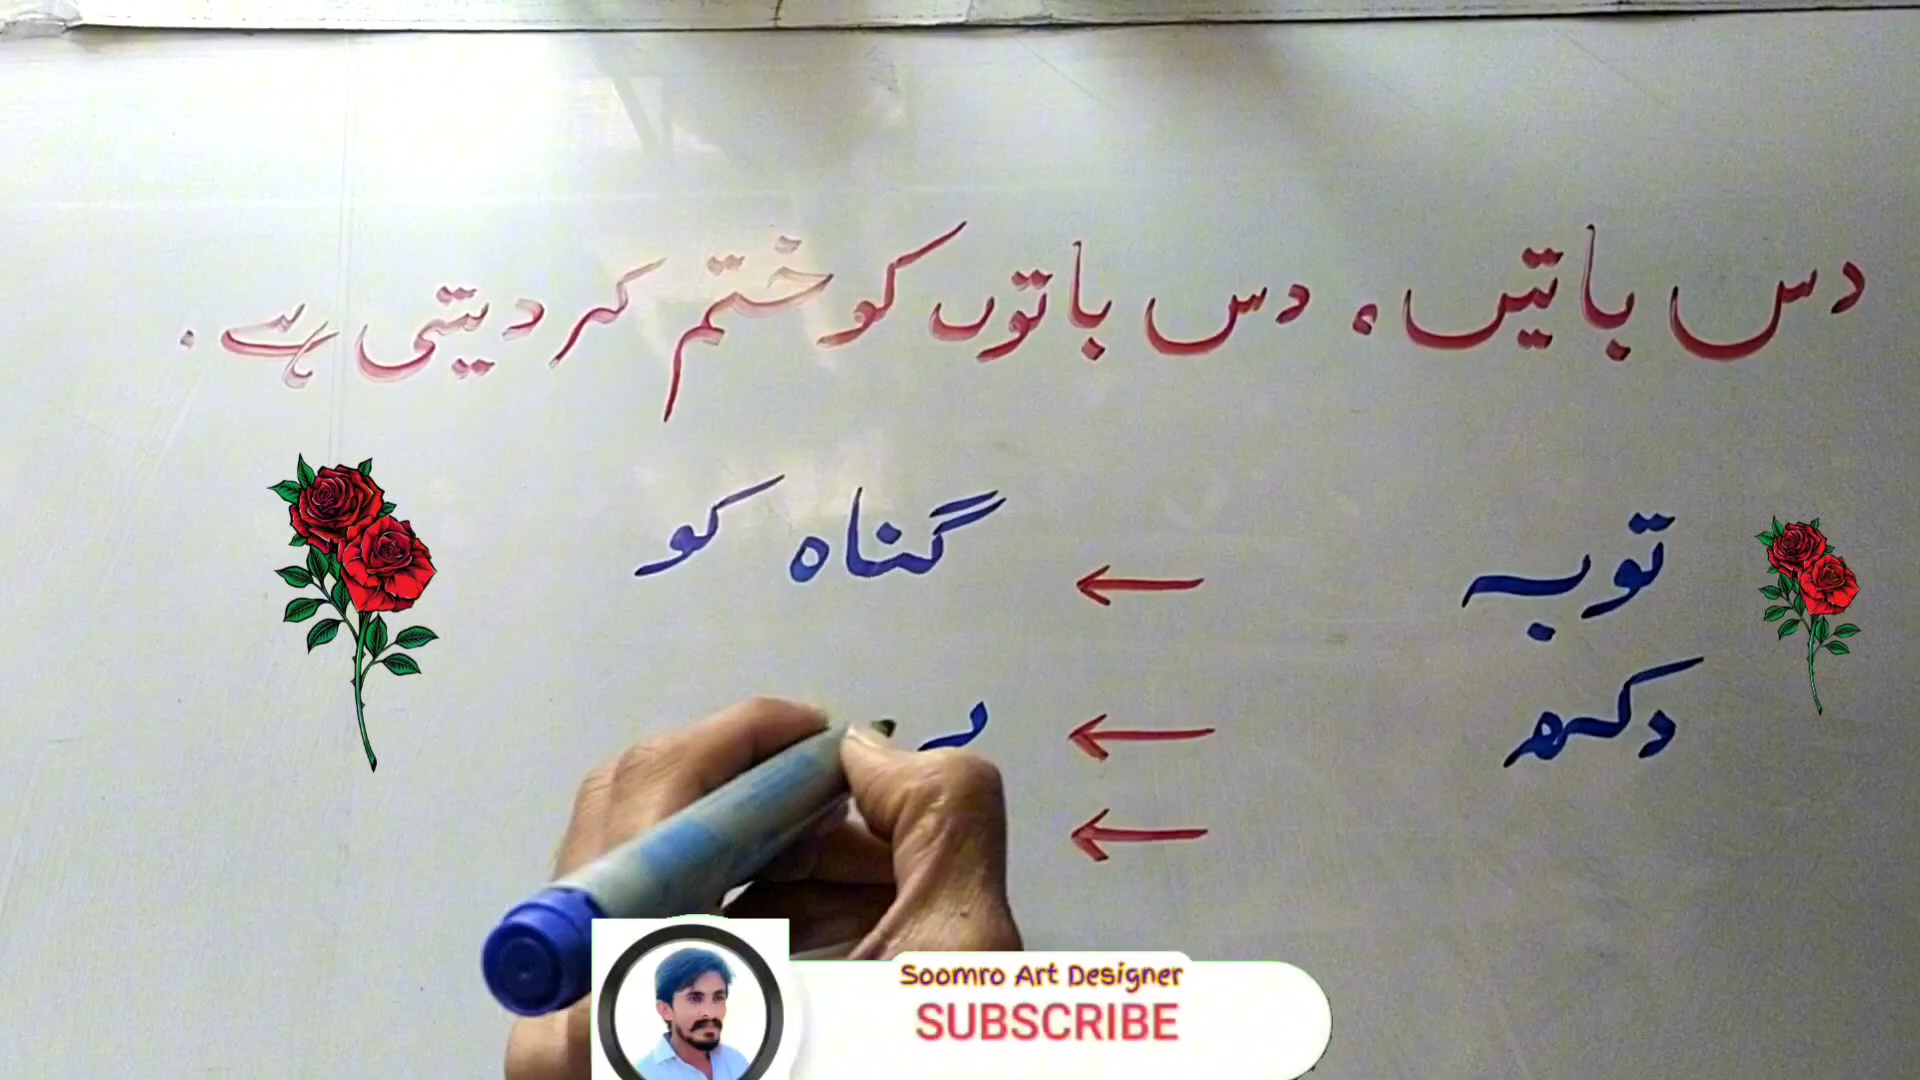 دس باتیں، دس باتوں کو ختم کر دیتی ہے۔
توبہ ← گناہ کو
دکھ ←
←
Soomro Art Designer
SUBSCRIBE